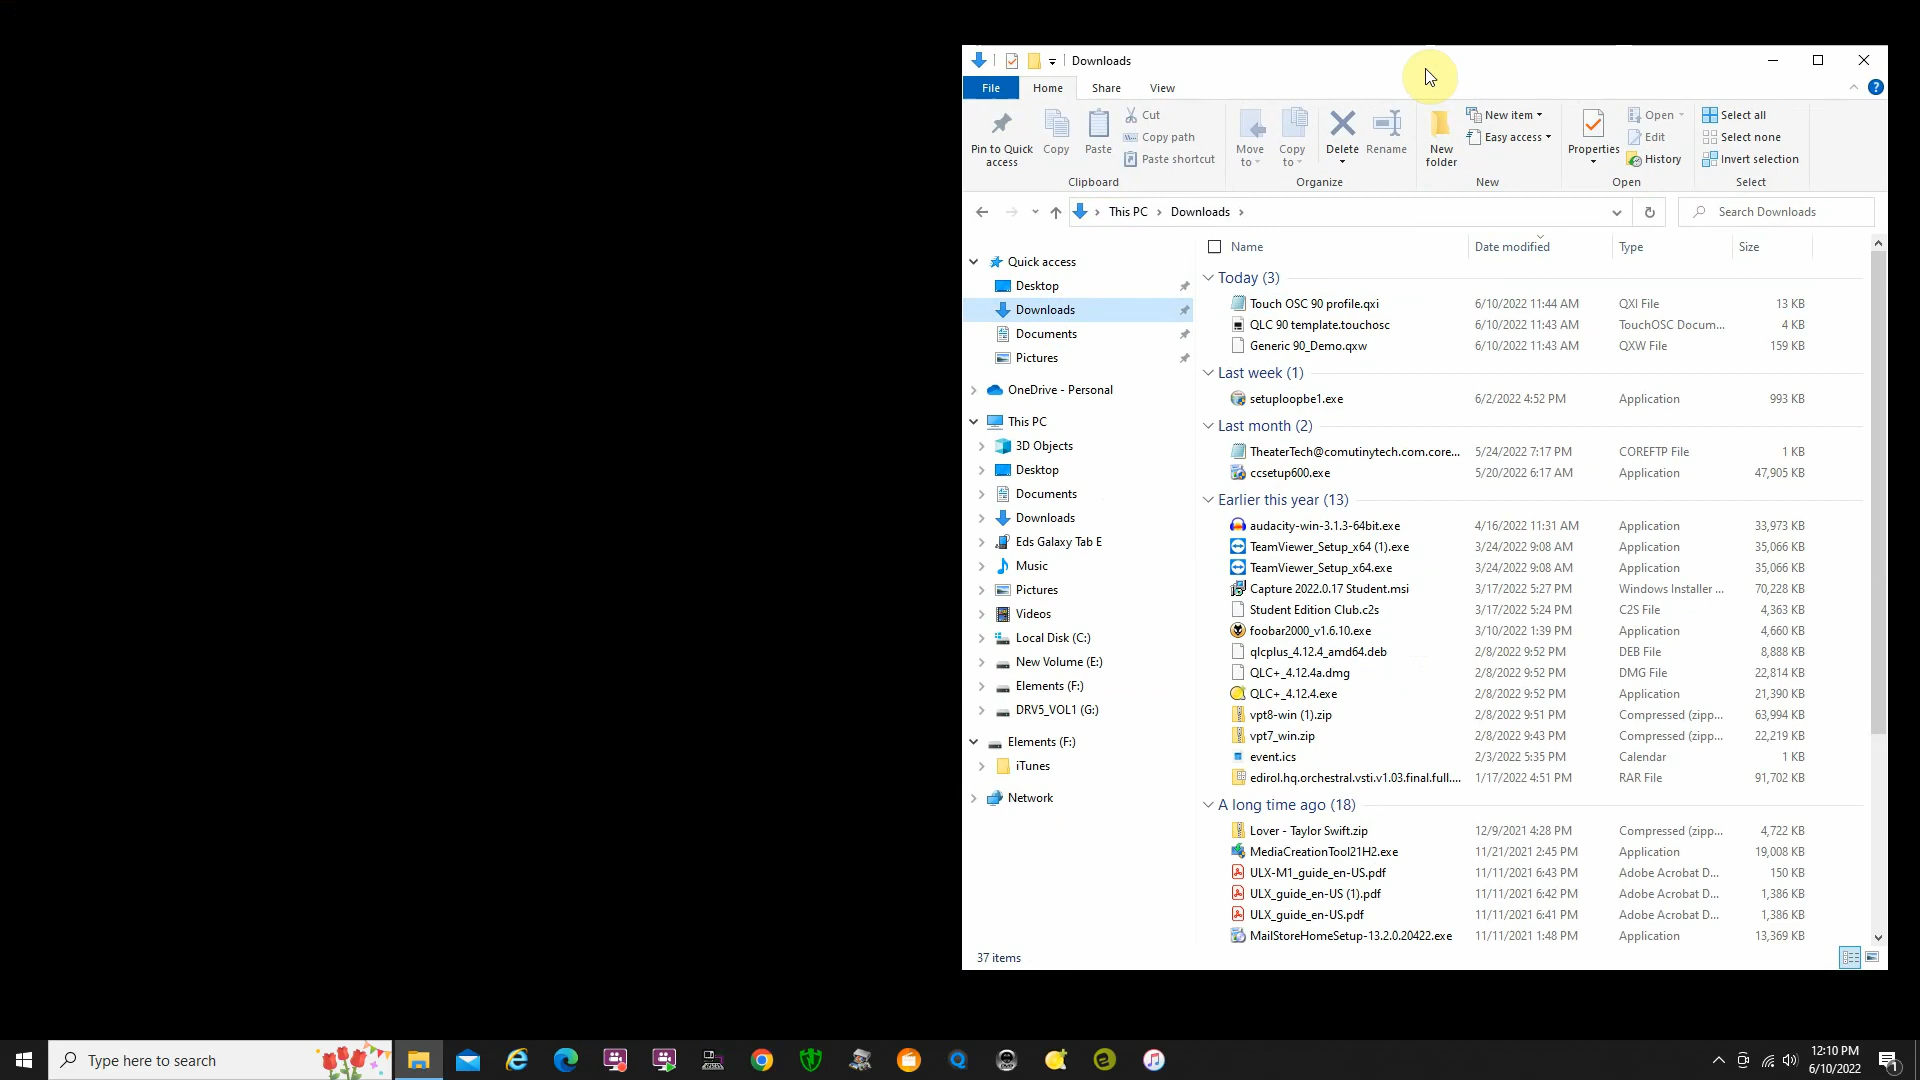 Downloads
File Home Share View
Pin to Quick access
Copy
Paste
Cut
Copy path
Paste shortcut
Clipboard
Move to
Copy to
Delete
Rename
Organize
New folder
New item
Easy access
New
Properties
Open
Edit
History
Open
Select all
Select none
Invert selection
Select
This PC > Downloads >
Search Downloads
Quick access
Desktop
Downloads
Documents
Pictures
OneDrive - Personal
This PC
3D Objects
Desktop
Documents
Downloads
Eds Galaxy Tab E
Music
Pictures
Videos
Local Disk (C:)
New Volume (E:)
Elements (F:)
DRV5_VOL1 (G:)
Elements (F:)
iTunes
Network
Name Date modified Type Size
Today (3)
Touch OSC 90 profile.qxi 6/10/2022 11:44 AM QXI File 13 KB
QLC 90 template.touchosc 6/10/2022 11:43 AM TouchOSC Docum... 4 KB
Generic 90_Demo.qxw 6/10/2022 11:43 AM QXW File 159 KB
Last week (1)
setuploopbe1.exe 6/2/2022 4:52 PM Application 993 KB
Last month (2)
TheaterTech@comutinytech.com.core... 5/24/2022 7:17 PM COREFTP File 1 KB
ccsetup600.exe 5/20/2022 6:17 AM Application 47,905 KB
Earlier this year (13)
audacity-win-3.1.3-64bit.exe 4/16/2022 11:31 AM Application 33,973 KB
TeamViewer_Setup_x64 (1).exe 3/24/2022 9:08 AM Application 35,066 KB
TeamViewer_Setup_x64.exe 3/24/2022 9:08 AM Application 35,066 KB
Capture 2022.0.17 Student.msi 3/17/2022 5:27 PM Windows Installer ... 70,228 KB
Student Edition Club.c2s 3/17/2022 5:24 PM C2S File 4,363 KB
foobar2000_v1.6.10.exe 3/10/2022 1:39 PM Application 4,660 KB
qlcplus_4.12.4_amd64.deb 2/8/2022 9:52 PM DEB File 8,888 KB
QLC+_4.12.4a.dmg 2/8/2022 9:52 PM DMG File 22,814 KB
QLC+_4.12.4.exe 2/8/2022 9:52 PM Application 21,390 KB
vpt8-win (1).zip 2/8/2022 9:51 PM Compressed (zipp... 63,994 KB
vpt7_win.zip 2/8/2022 9:43 PM Compressed (zipp... 22,219 KB
event.ics 2/3/2022 5:35 PM Calendar 1 KB
edirol.hq.orchestral.vsti.v1.03.final.full.... 1/17/2022 4:51 PM RAR File 91,702 KB
A long time ago (18)
Lover - Taylor Swift.zip 12/9/2021 4:28 PM Compressed (zipp... 4,722 KB
MediaCreationTool21H2.exe 11/21/2021 2:45 PM Application 19,008 KB
ULX-M1_guide_en-US.pdf 11/11/2021 6:43 PM Adobe Acrobat D... 150 KB
ULX_guide_en-US (1).pdf 11/11/2021 6:42 PM Adobe Acrobat D... 1,386 KB
ULX_guide_en-US.pdf 11/11/2021 6:41 PM Adobe Acrobat D... 1,386 KB
MailStoreHomeSetup-13.2.0.20422.exe 11/11/2021 1:48 PM Application 13,369 KB
37 items
Type here to search
12:10 PM
6/10/2022
1